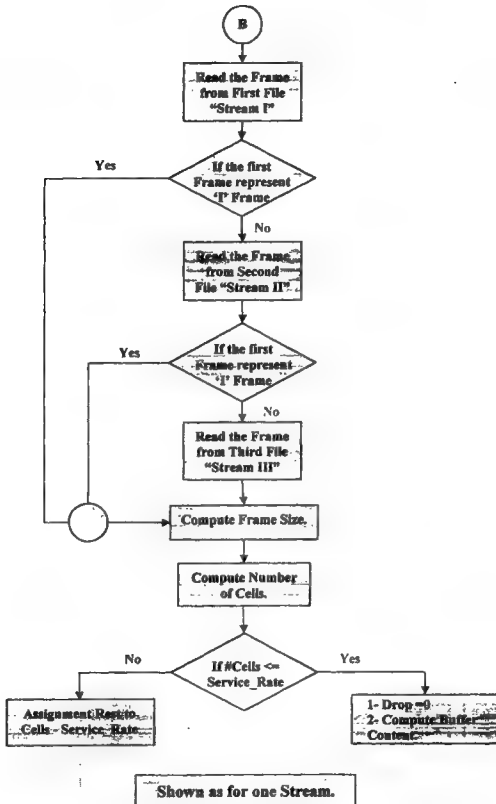 B
Read the Frame
from First File
"Stream I"
Yes
If the first
Frame represent
'I' Frame
No
Read the Frame
from Second
File "Stream II"
Yes
If the first
Frame represent
'I' Frame
No
Read the Frame
from Third File
"Stream III"
Compute Frame Size.
Compute Number
of Cells.
No
If #Cells <=
Service_Rate
Yes
Assignment Rest to
Cells - Service_Rate
1- Drop =0
2- Compute Buffer
Content
Shown as for one Stream.